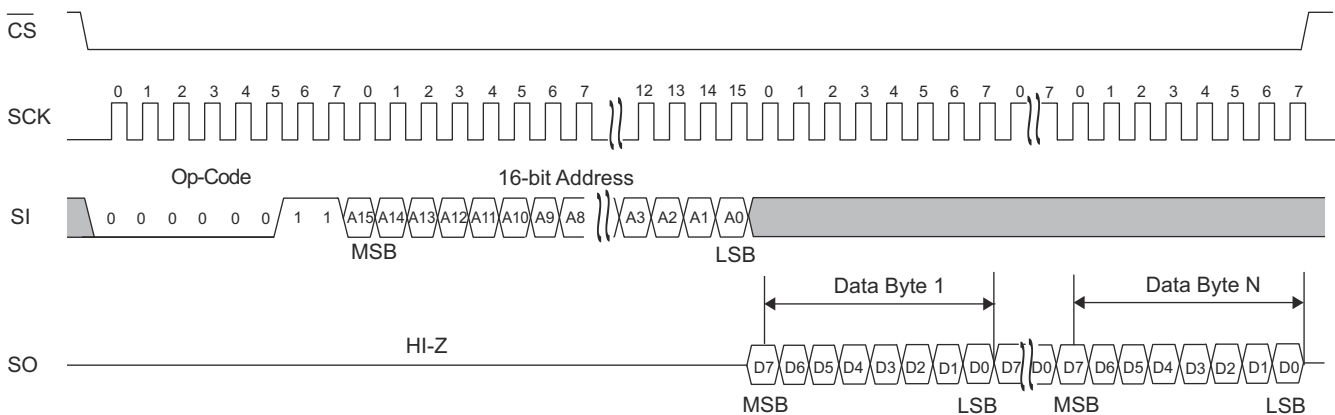 CS
0 1 2 3 4 5 6 7 0 1 2 3 4 5 6 7 12 13 14 15 0 1 2 3 4 5 6 7 0 7 0 1 2 3 4 5 6 7
SCK
Op-Code 16-bit Address
SI 0 0 0 0 0 0 1 1 A15 A14 A13 A12 A11 A10 A9 A8 A3 A2 A1 A0
MSB LSB
Data Byte 1 Data Byte N
HI-Z
SO D7 D6 D5 D4 D3 D2 D1 D0 D7 D0 D7 D6 D5 D4 D3 D2 D1 D0
MSB LSB MSB LSB